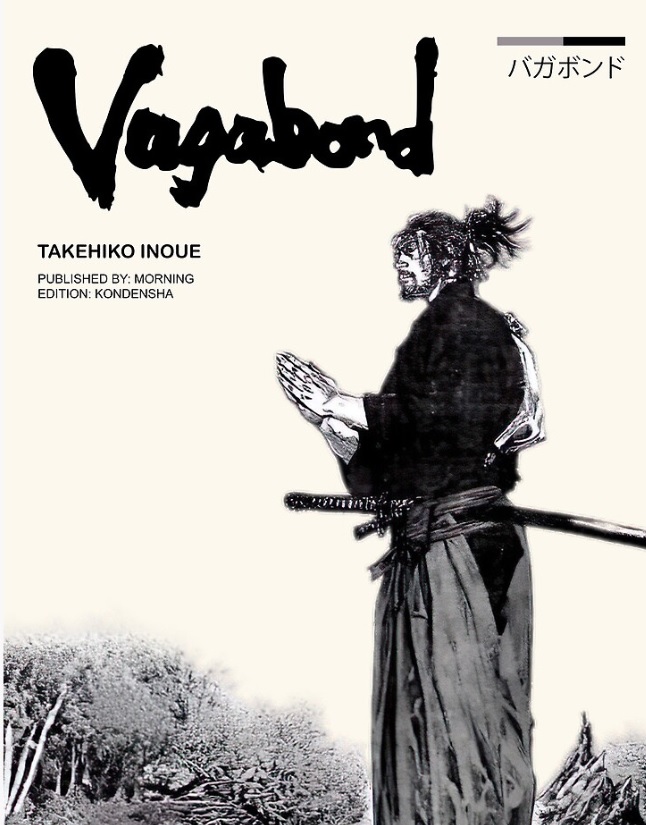 Vagabond
バガボンド
TAKEHIKO INOUE
PUBLISHED BY: MORNING
EDITION: KONDENSHA